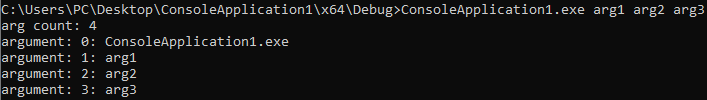 C:\Users\PC\Desktop\ConsoleApplication1\x64\Debug>ConsoleApplication1.exe arg1 arg2 arg3
arg count: 4
argument: 0: ConsoleApplication1.exe
argument: 1: arg1
argument: 2: arg2
argument: 3: arg3